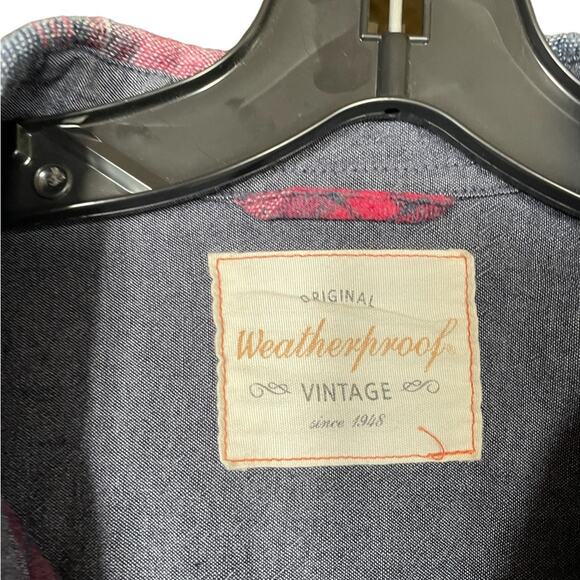 ORIGINAL
Weatherproof®
VINTAGE
since 1948